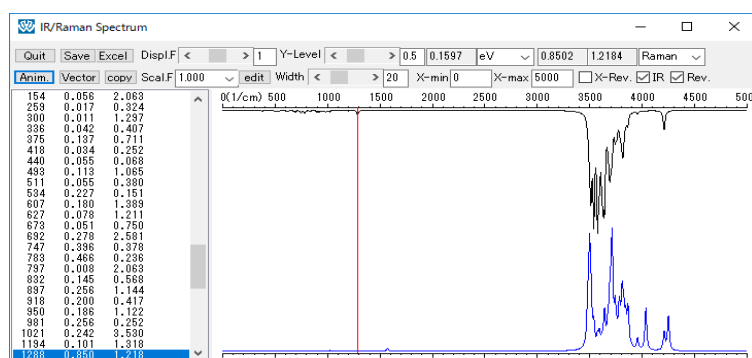 IR/Raman Spectrum
Quit Save Excel Displ.F < > 1 Y-Level < > 0.5 0.1597 eV 0.8502 1.2184 Raman
Anim. Vector copy Scal.F 1.000 edit Width < > 20 X-min 0 X-max 5000 X-Rev. IR Rev.
0(1/cm) 500 1000 1500 2000 2500 3000 3500 4000 4500 500
154 0.056 2.063
259 0.017 0.324
300 0.011 1.297
336 0.042 0.407
375 0.137 0.711
418 0.034 0.252
440 0.055 0.068
493 0.113 1.065
511 0.055 0.380
534 0.227 0.151
607 0.180 1.389
627 0.078 1.211
673 0.051 0.750
692 0.278 2.581
747 0.396 0.378
783 0.466 0.236
797 0.008 2.063
832 0.145 0.568
897 0.256 1.144
918 0.200 0.417
950 0.186 1.122
981 0.256 0.252
1021 0.242 3.530
1194 0.101 1.318
1288 0.850 1.218